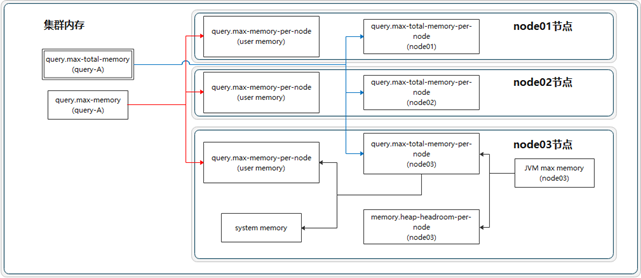 集群内存
query.max-total-memory
(query-A)
query.max-memory
(query-A)
node01节点
query.max-memory-per-node
(user memory)
query.max-total-memory-per-
node
(node01)
node02节点
query.max-memory-per-node
(user memory)
query.max-total-memory-per-
node
(node02)
node03节点
query.max-memory-per-node
(user memory)
query.max-total-memory-per-
node
(node03)
JVM max memory
(node03)
system memory
memory.heap-headroom-per-
node
(node03)